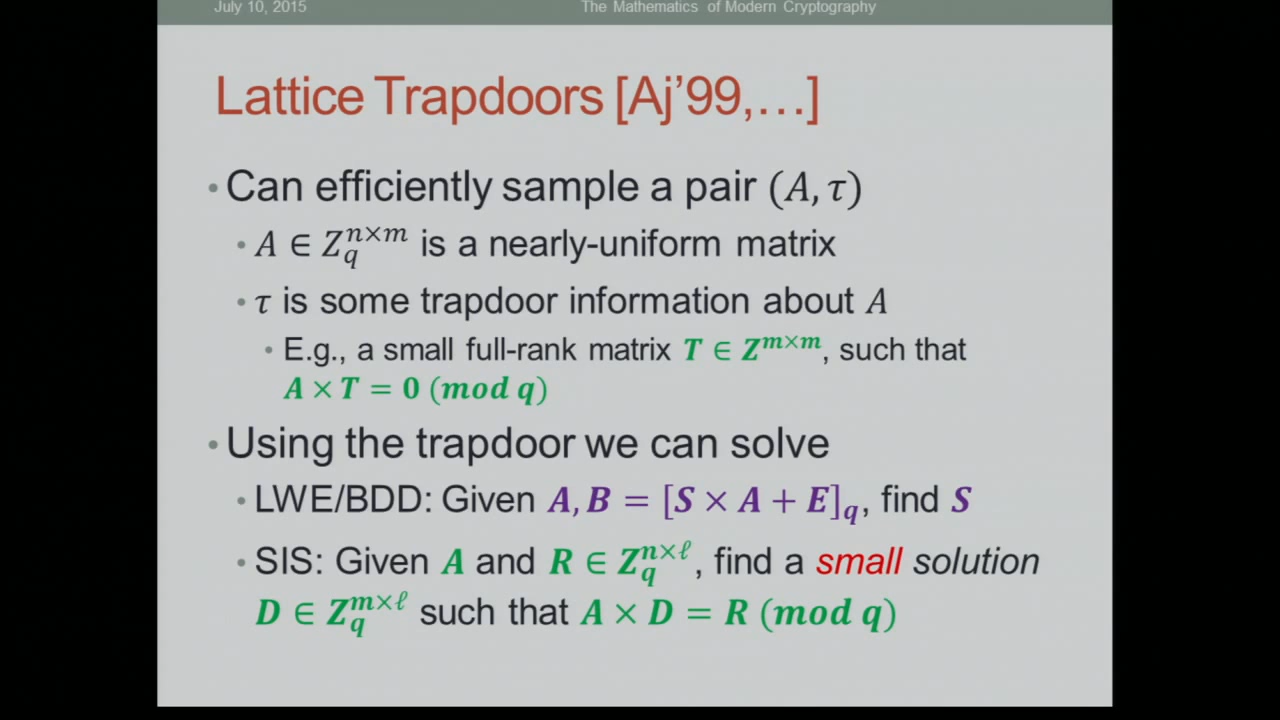 July 10, 2015 The Mathematics of Modern Cryptography
Lattice Trapdoors [Aj’99,…]
• Can efficiently sample a pair (A, τ)
• A ∈ Z_q^{n×m} is a nearly-uniform matrix
• τ is some trapdoor information about A
• E.g., a small full-rank matrix T ∈ Z^{m×m}, such that
A × T = 0 (mod q)
• Using the trapdoor we can solve
• LWE/BDD: Given A, B = [S × A + E]_q, find S
• SIS: Given A and R ∈ Z_q^{n×ℓ}, find a small solution
D ∈ Z_q^{m×ℓ} such that A × D = R (mod q)